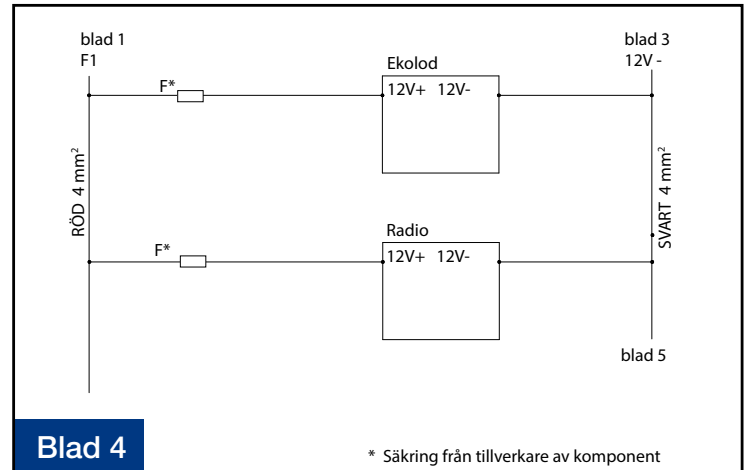 blad 1
F1
blad 3
12V -
F*
Ekolod
12V+ 12V-
RÖD 4 mm²
SVART 4 mm²
F*
Radio
12V+ 12V-
blad 5
Blad 4
* Säkring från tillverkare av komponent